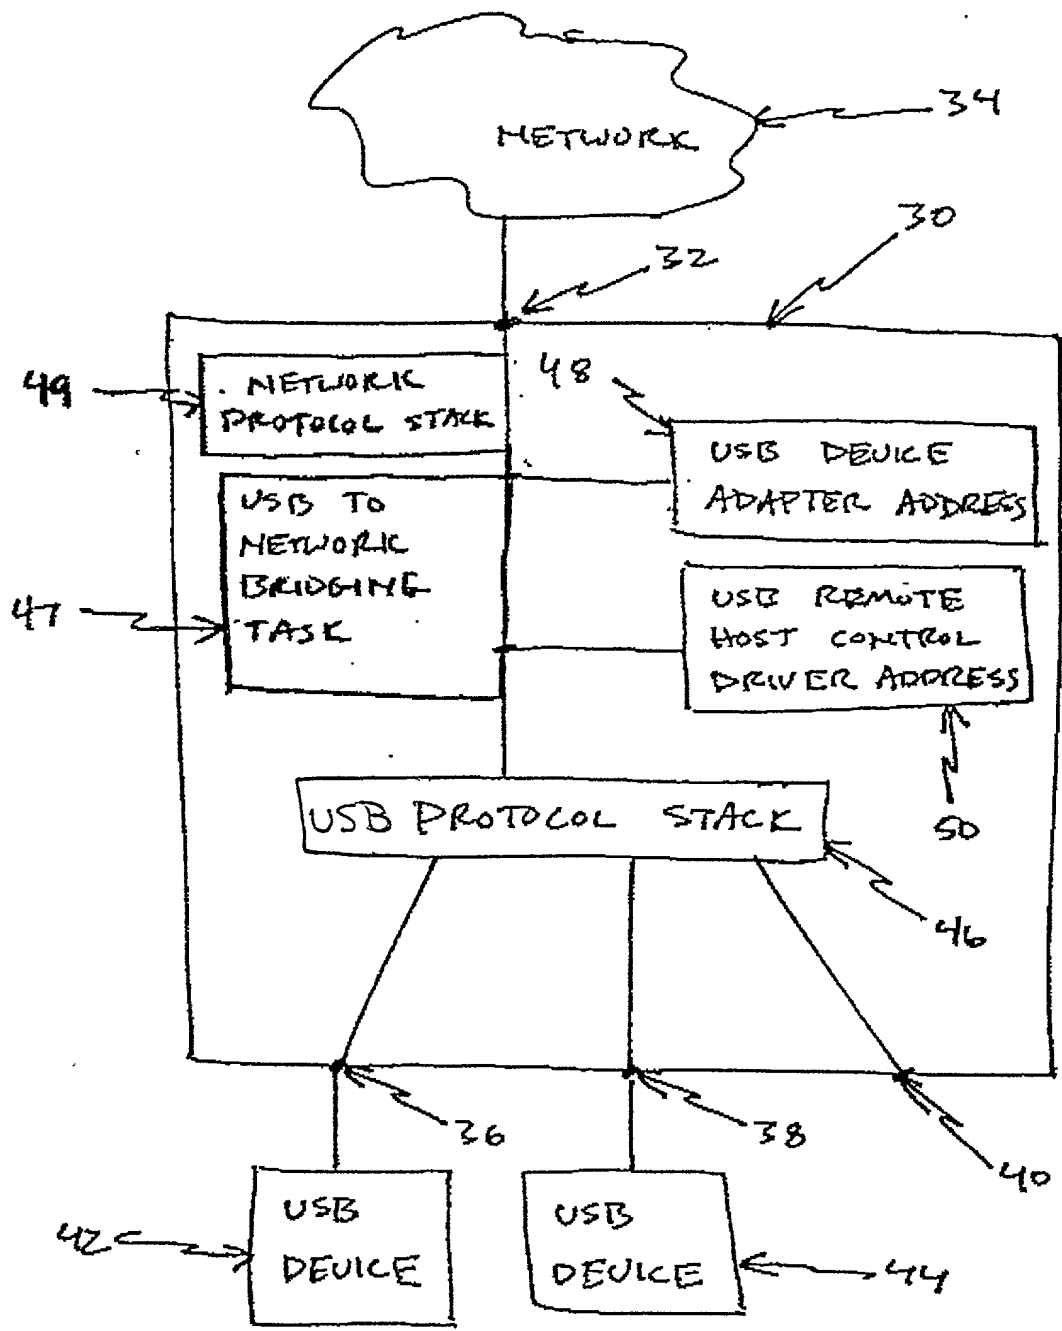 NETWORK
34
30
32
49
NETWORK
PROTOCOL STACK
48
USB DEVICE
ADAPTER ADDRESS
USB TO
NETWORK
BRIDGING
TASK
47
USB REMOTE
HOST CONTROL
DRIVER ADDRESS
50
USB PROTOCOL STACK
46
36
38
40
42
USB
DEVICE
USB
DEVICE
44